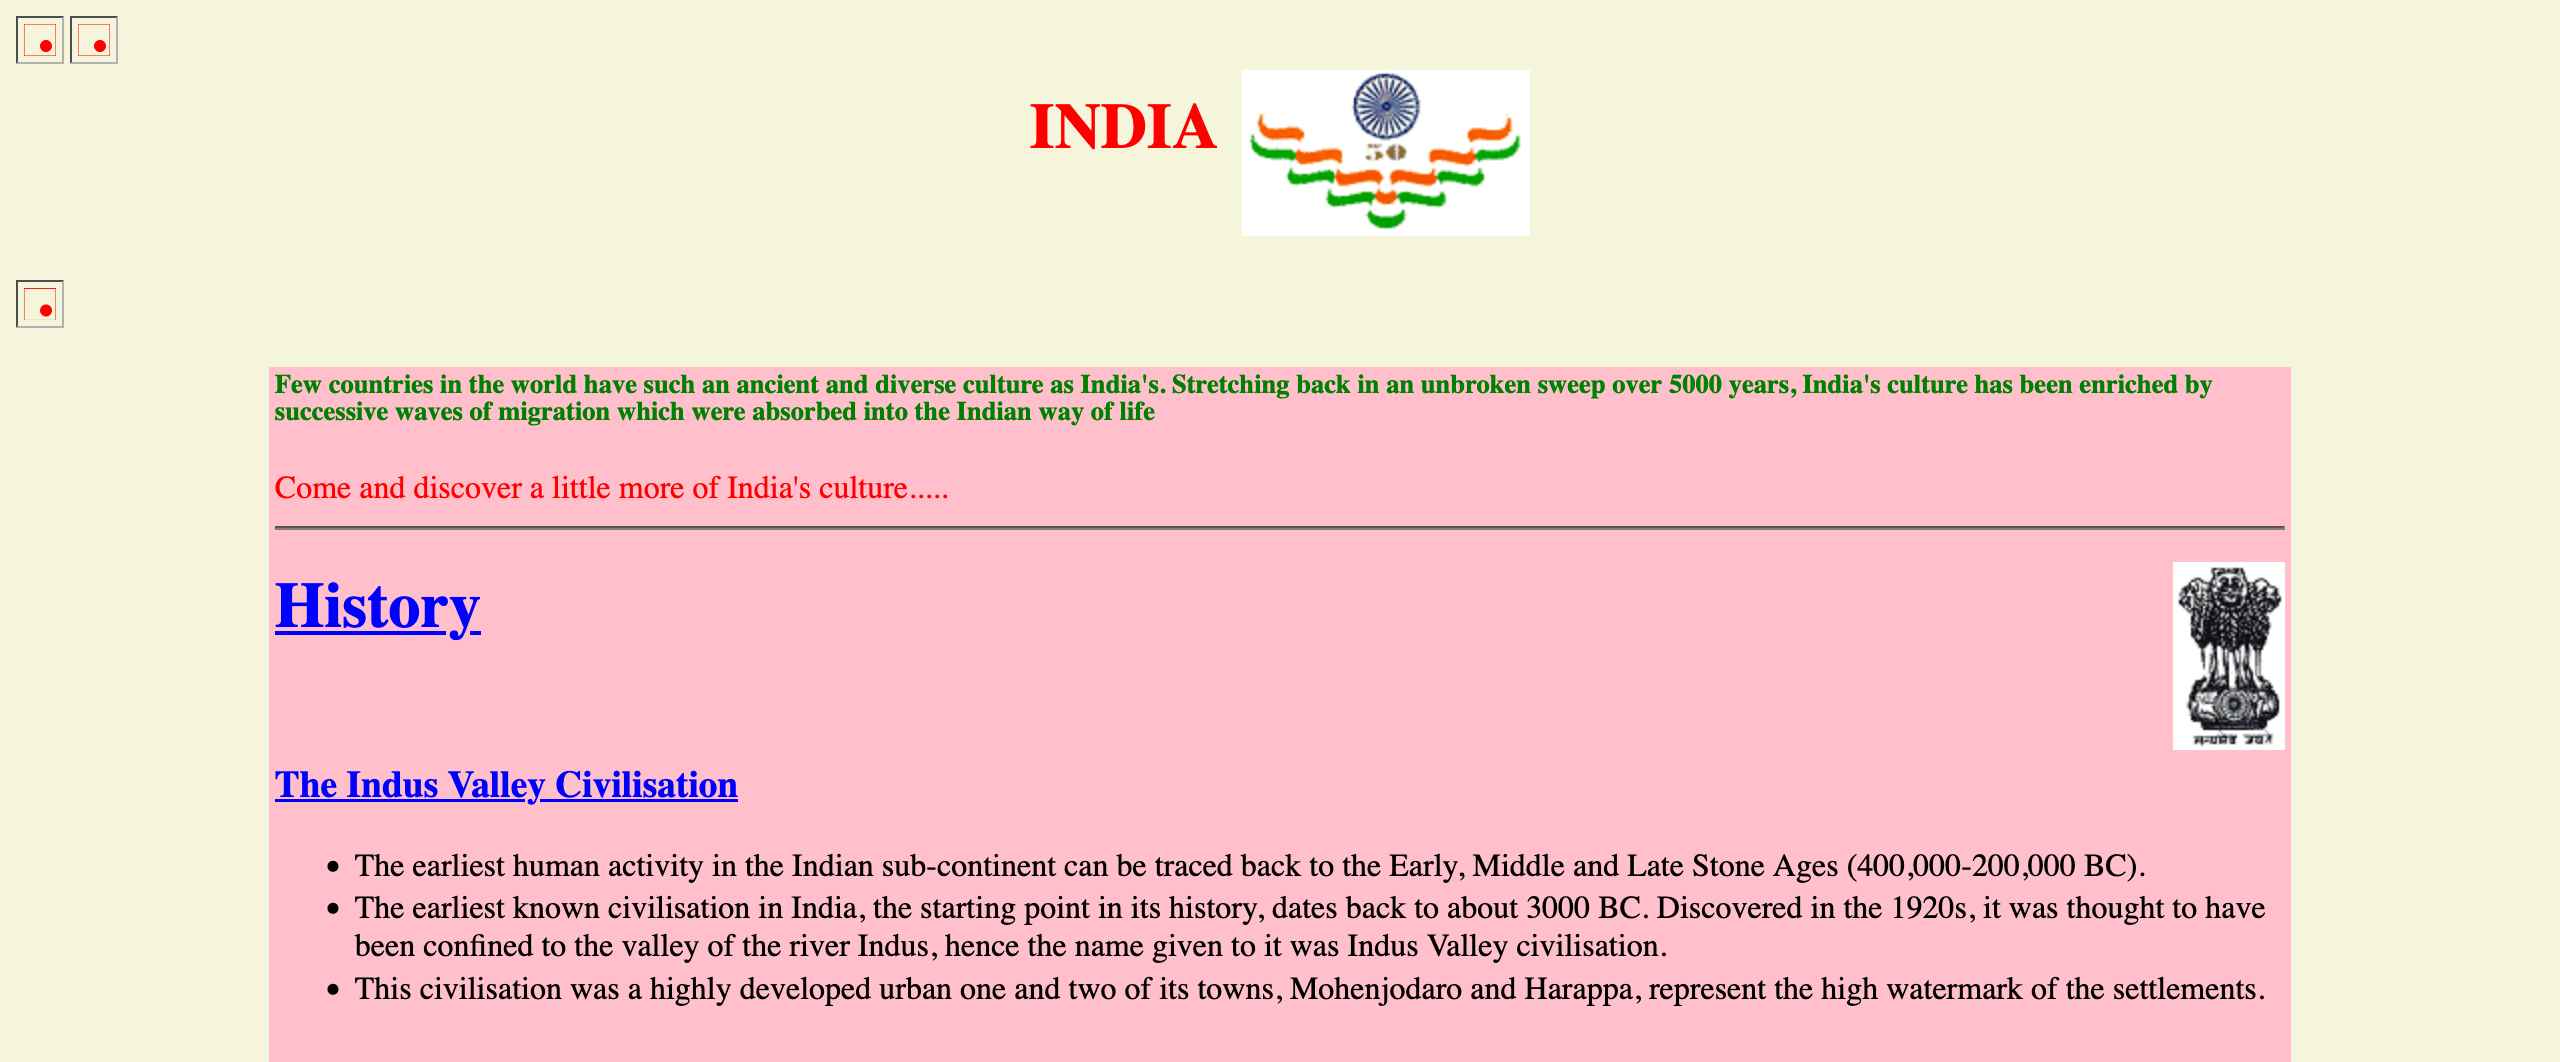 INDIA
50
Few countries in the world have such an ancient and diverse culture as India's. Stretching back in an unbroken sweep over 5000 years, India's culture has been enriched by
successive waves of migration which were absorbed into the Indian way of life
Come and discover a little more of India's culture.....
History
सत्यमेव जयते
The Indus Valley Civilisation
• The earliest human activity in the Indian sub-continent can be traced back to the Early, Middle and Late Stone Ages (400,000-200,000 BC).
• The earliest known civilisation in India, the starting point in its history, dates back to about 3000 BC. Discovered in the 1920s, it was thought to have
been confined to the valley of the river Indus, hence the name given to it was Indus Valley civilisation.
• This civilisation was a highly developed urban one and two of its towns, Mohenjodaro and Harappa, represent the high watermark of the settlements.